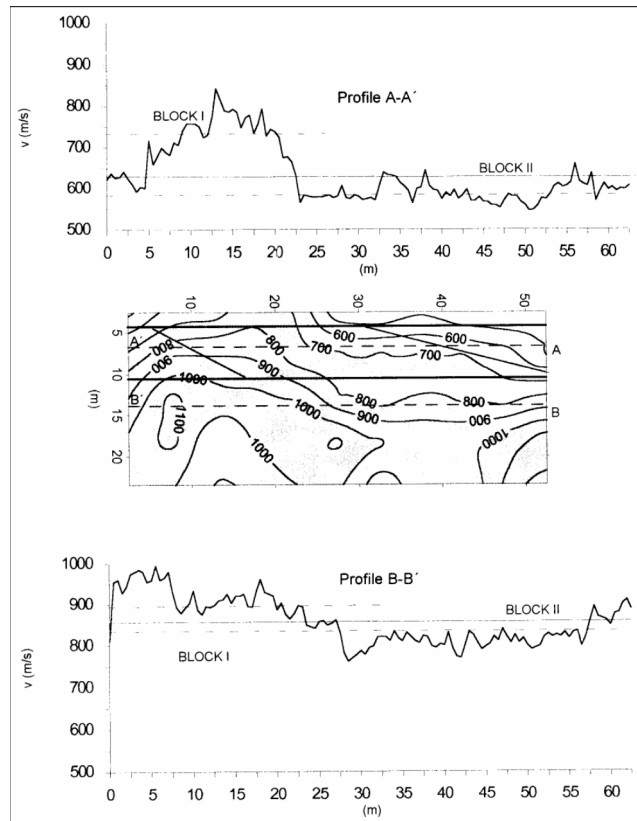 1000
900
800
700
600
500
v (m/s)
Profile A-A´
BLOCK I
BLOCK II
0 5 10 15 20 25 30 35 40 45 50 55 60
(m)
10 20 30 40 50
5 10 15 20
(m)
A´ A
B´ B
800 800 600 600
900 700 700
1000 900 800 800
1100 1000 900 900
1000 1000
1000
900
800
700
600
500
v (m/s)
Profile B-B´
BLOCK I
BLOCK II
0 5 10 15 20 25 30 35 40 45 50 55 60
(m)